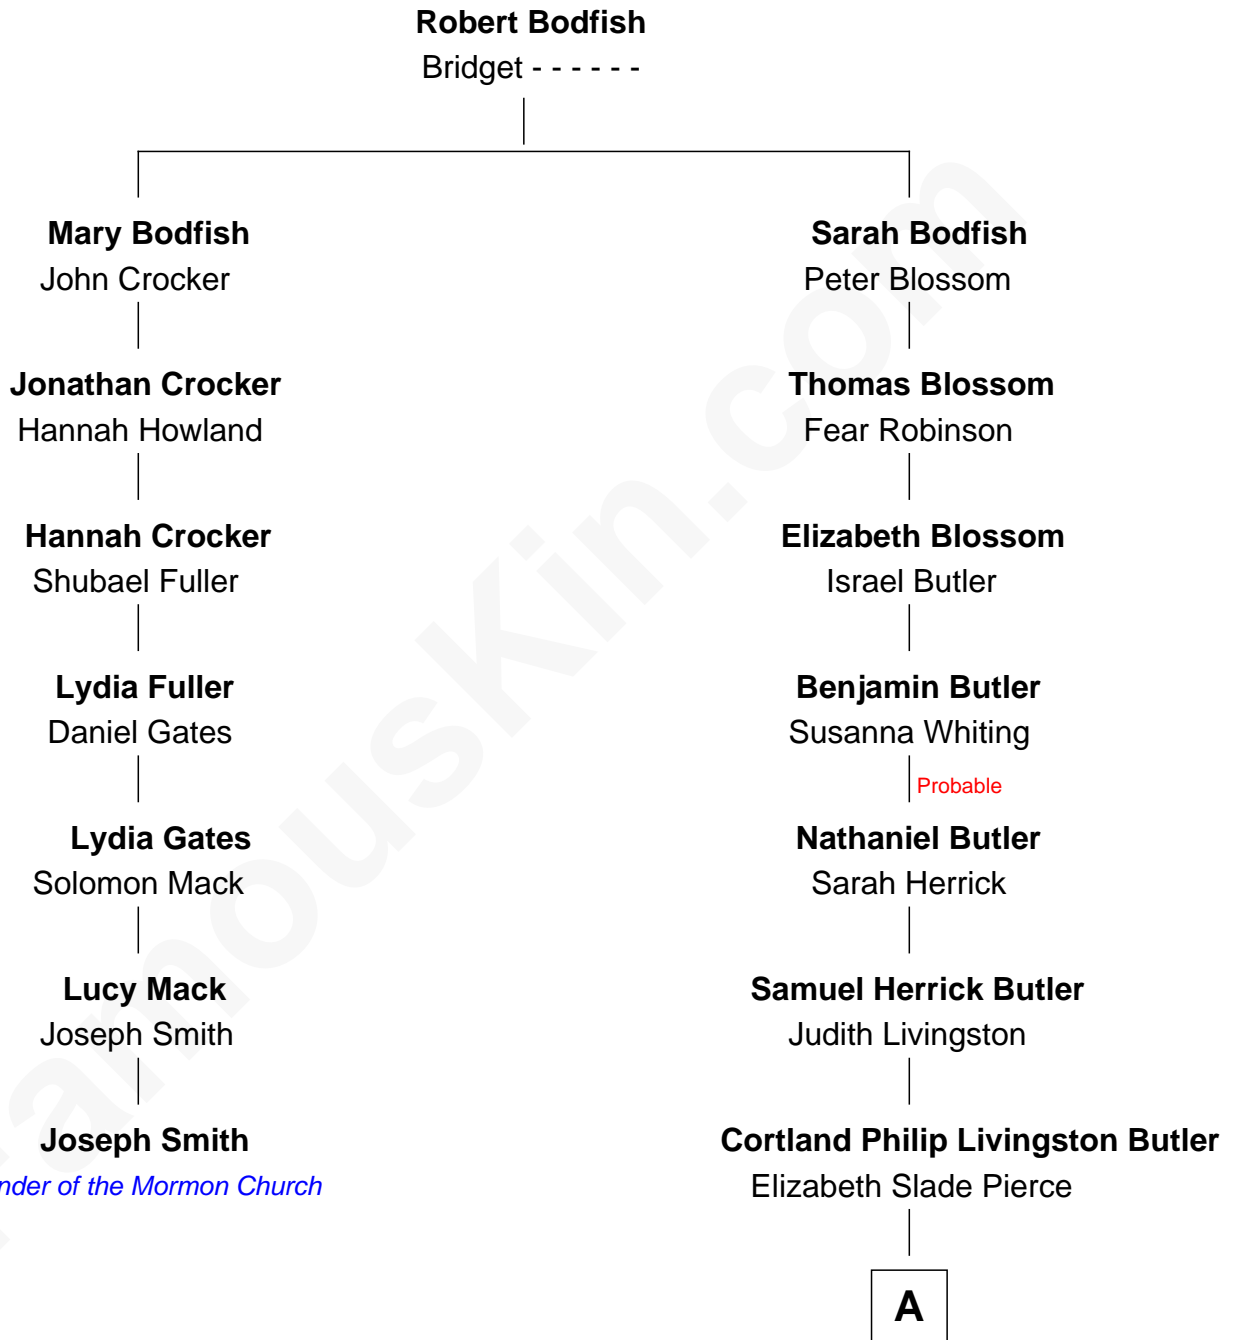 Robert Bodfish
Bridget - - - - - -
Mary Bodfish
John Crocker
Sarah Bodfish
Peter Blossom
Jonathan Crocker
Hannah Howland
Thomas Blossom
Fear Robinson
Hannah Crocker
Shubael Fuller
Elizabeth Blossom
Israel Butler
Lydia Fuller
Daniel Gates
Benjamin Butler
Susanna Whiting
Probable
Lydia Gates
Solomon Mack
Nathaniel Butler
Sarah Herrick
Lucy Mack
Joseph Smith
Samuel Herrick Butler
Judith Livingston
Joseph Smith
nder of the Mormon Church
Cortland Philip Livingston Butler
Elizabeth Slade Pierce
A
FamousKin.com